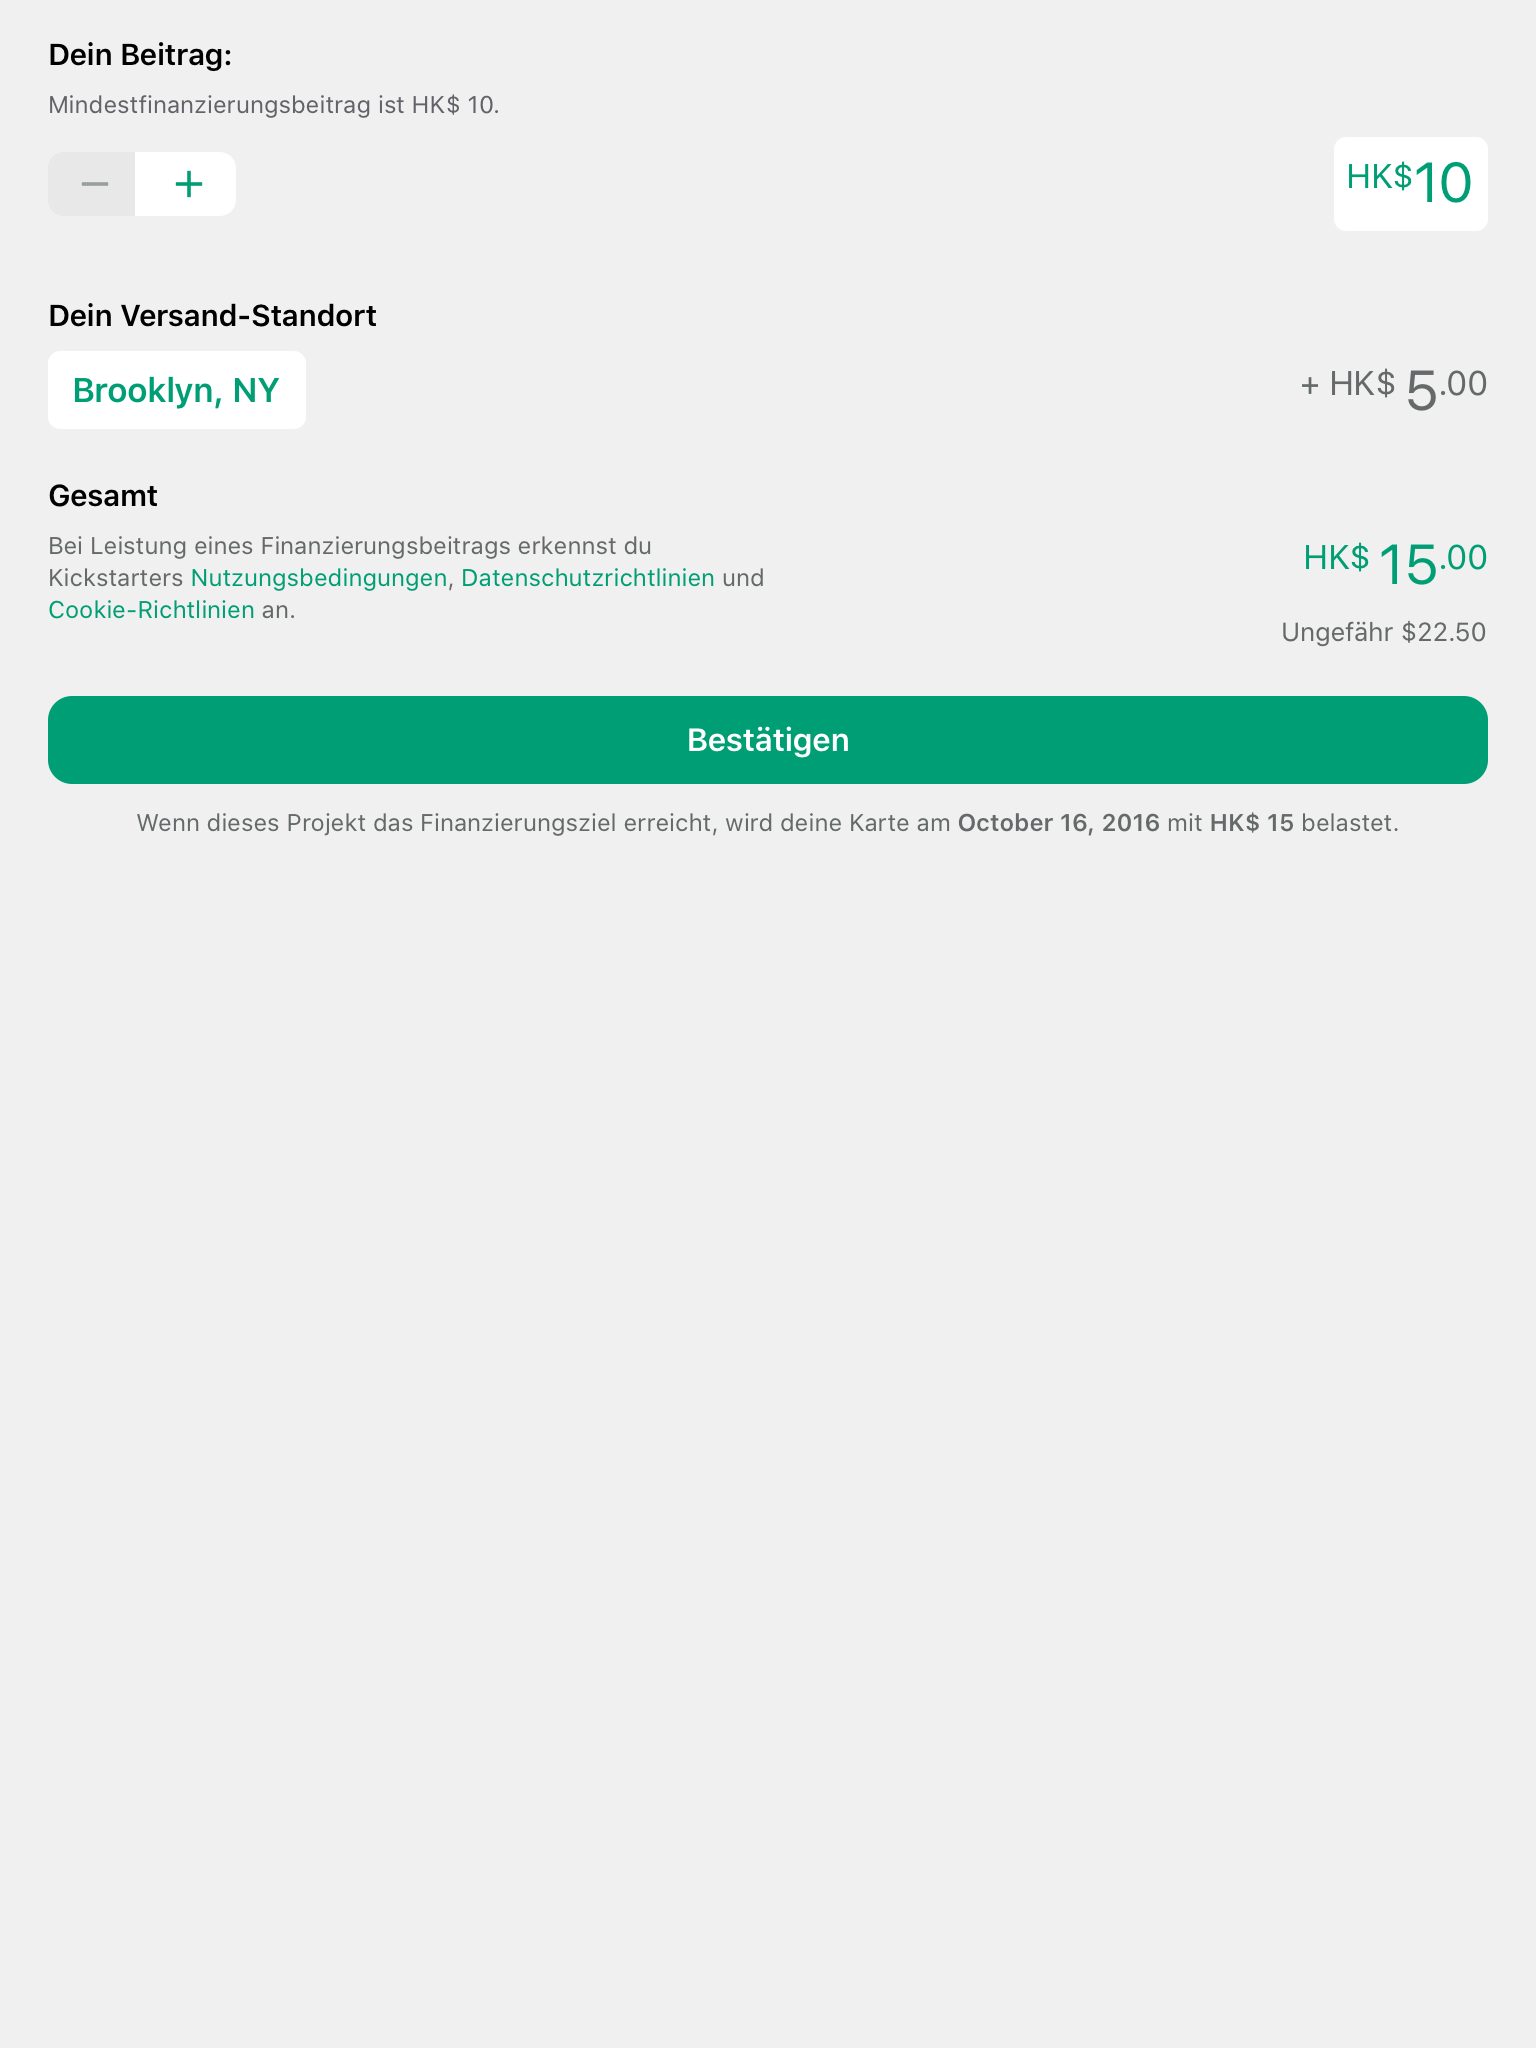 Dein Beitrag:
Mindestfinanzierungsbeitrag ist HK$ 10.
− +
HK$10
Dein Versand-Standort
Brooklyn, NY
+ HK$ 5.00
Gesamt
Bei Leistung eines Finanzierungsbeitrags erkennst du
Kickstarters Nutzungsbedingungen, Datenschutzrichtlinien und
Cookie-Richtlinien an.
HK$ 15.00
Ungefähr $22.50
Bestätigen
Wenn dieses Projekt das Finanzierungsziel erreicht, wird deine Karte am October 16, 2016 mit HK$ 15 belastet.